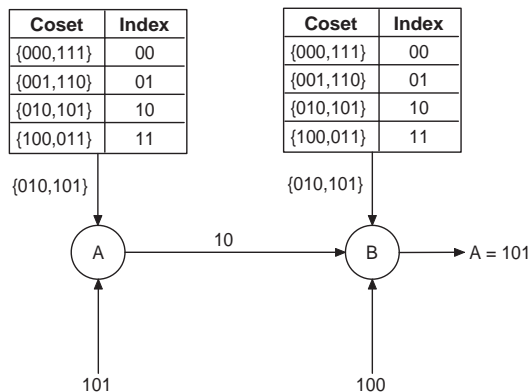 Coset Index
{000,111} 00
{001,110} 01
{010,101} 10
{100,011} 11
Coset Index
{000,111} 00
{001,110} 01
{010,101} 10
{100,011} 11
{010,101}
{010,101}
A
10
B
A = 101
101
100